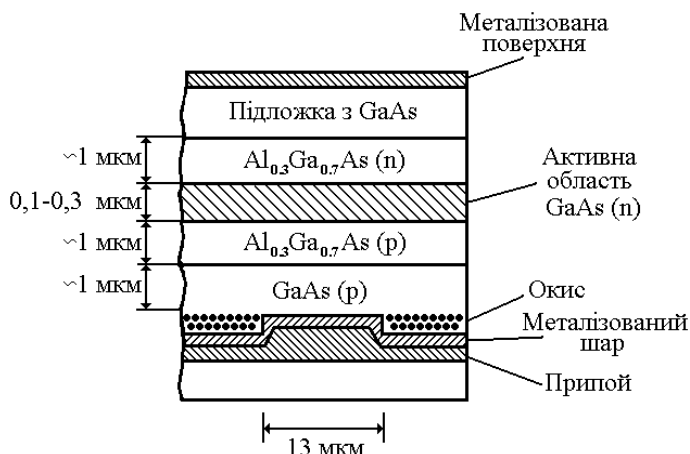 Металізована
поверхня
Підложка з GaAs
~1 мкм
Al0.3Ga0.7As (n)
Активна
область
GaAs (n)
0,1-0,3 мкм
~1 мкм
Al0.3Ga0.7As (p)
~1 мкм
GaAs (p)
Окис
Металізований
шар
Припой
13 мкм